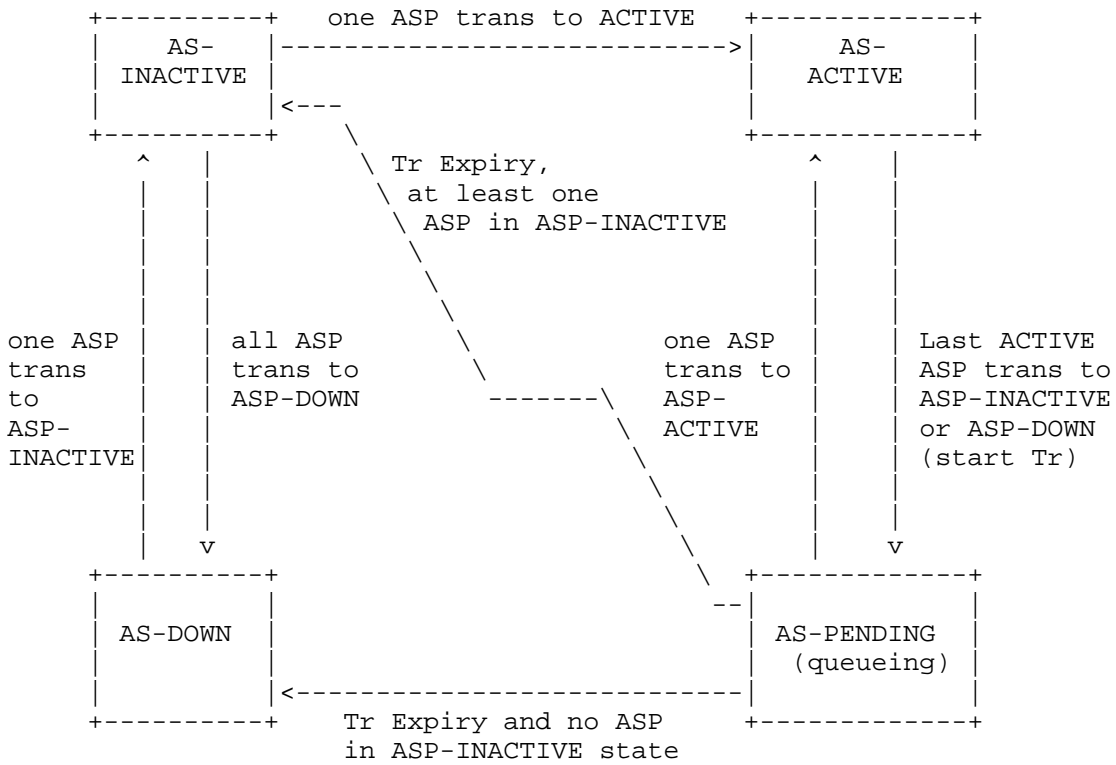 one ASP trans to ACTIVE
AS-
INACTIVE
AS-
ACTIVE
Tr Expiry,
at least one
ASP in ASP-INACTIVE
one ASP
trans
to
ASP-
INACTIVE
all ASP
trans to
ASP-DOWN
one ASP
trans to
ASP-
ACTIVE
Last ACTIVE
ASP trans to
ASP-INACTIVE
or ASP-DOWN
(start Tr)
AS-DOWN
AS-PENDING
(queueing)
Tr Expiry and no ASP
in ASP-INACTIVE state